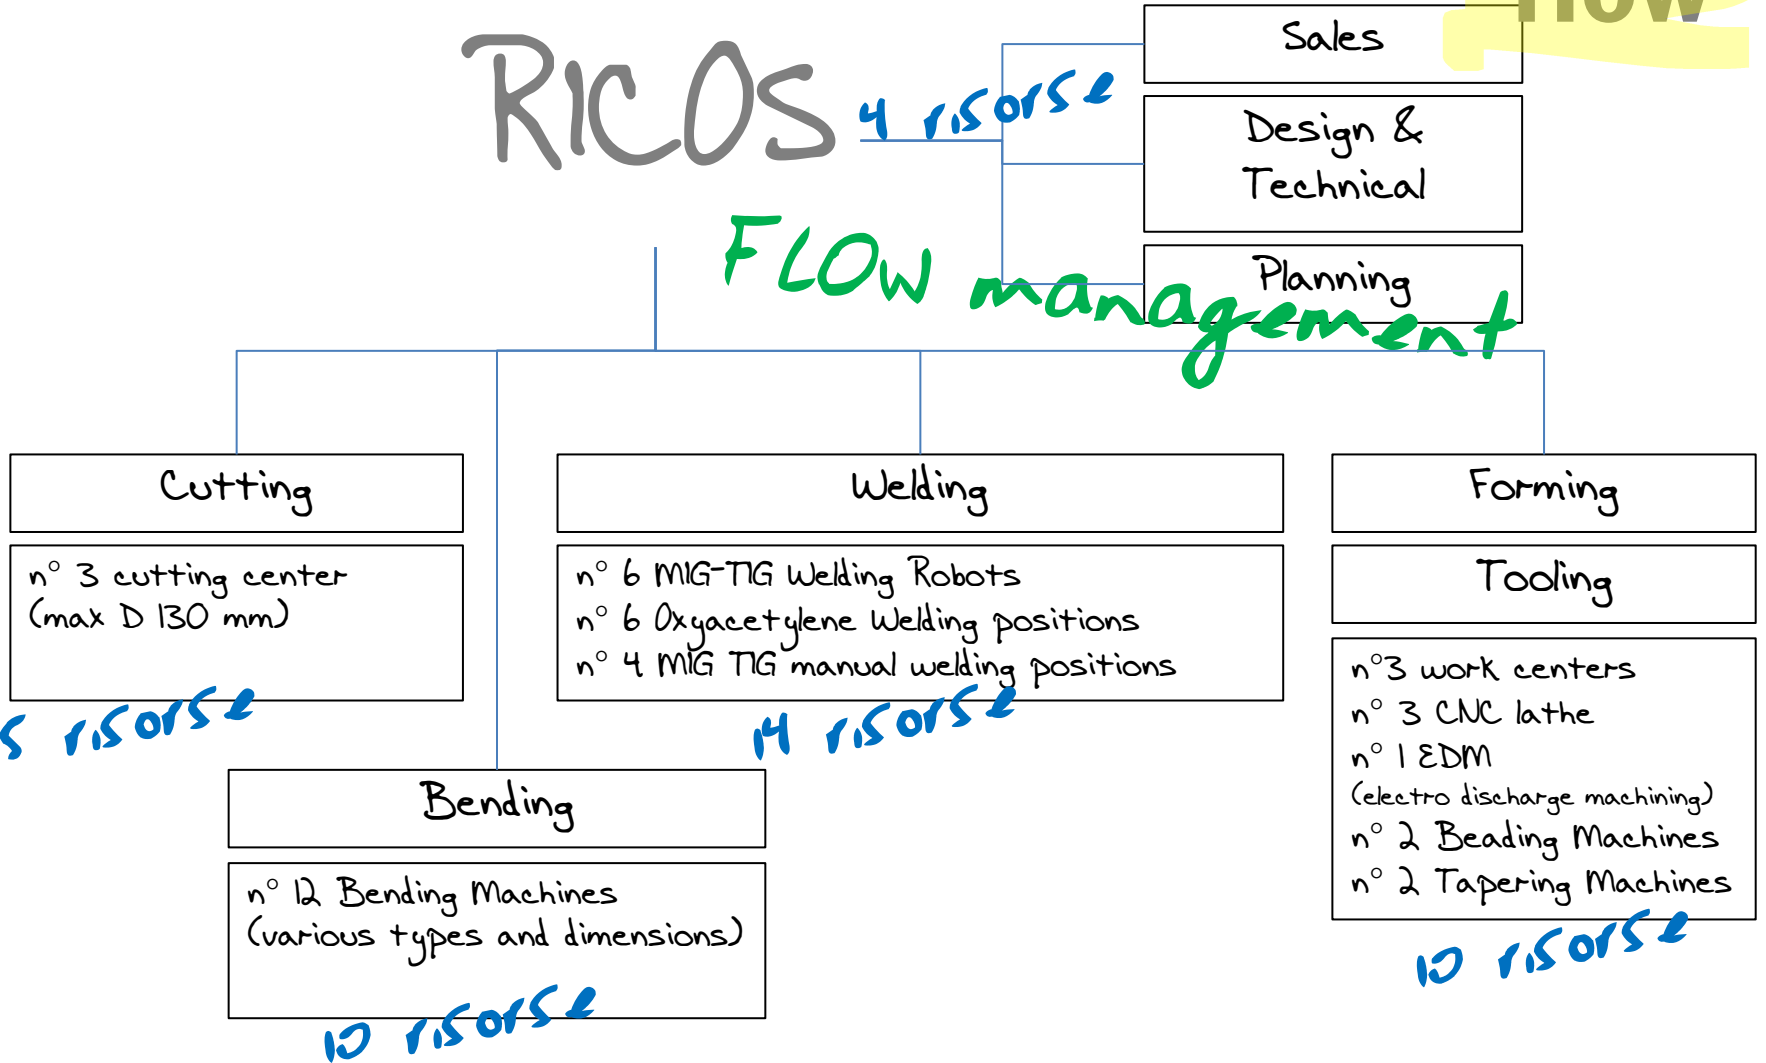 How
Sales
RICOS
4 risorse
Design &
Technical
FLOW management
Planning
Cutting
Welding
Forming
n° 3 cutting center
(max D 130 mm)
n° 6 MIG-TIG Welding Robots
n° 6 Oxyacetylene Welding positions
n° 4 MIG TIG manual welding positions
Tooling
n°3 work centers
n° 3 CNC lathe
n° 1 EDM
(electro discharge machining)
n° 2 Beading Machines
n° 2 Tapering Machines
5 risorse
14 risorse
Bending
n° 12 Bending Machines
(various types and dimensions)
10 risorse
10 risorse